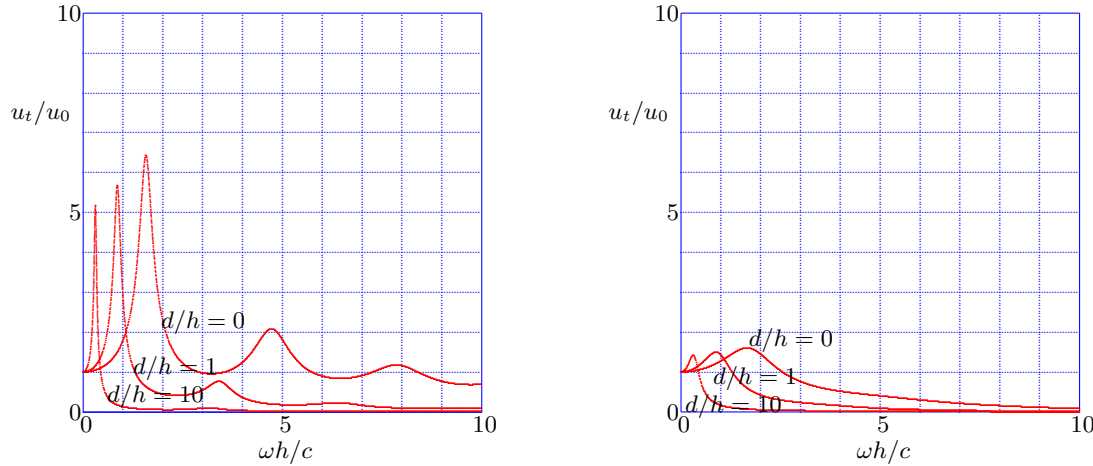 10
u_t/u_0
5
d/h = 0
d/h = 1
d/h = 10
0
0
5
10
ωh/c
10
u_t/u_0
5
d/h = 0
d/h = 1
d/h = 10
0
0
5
10
ωh/c